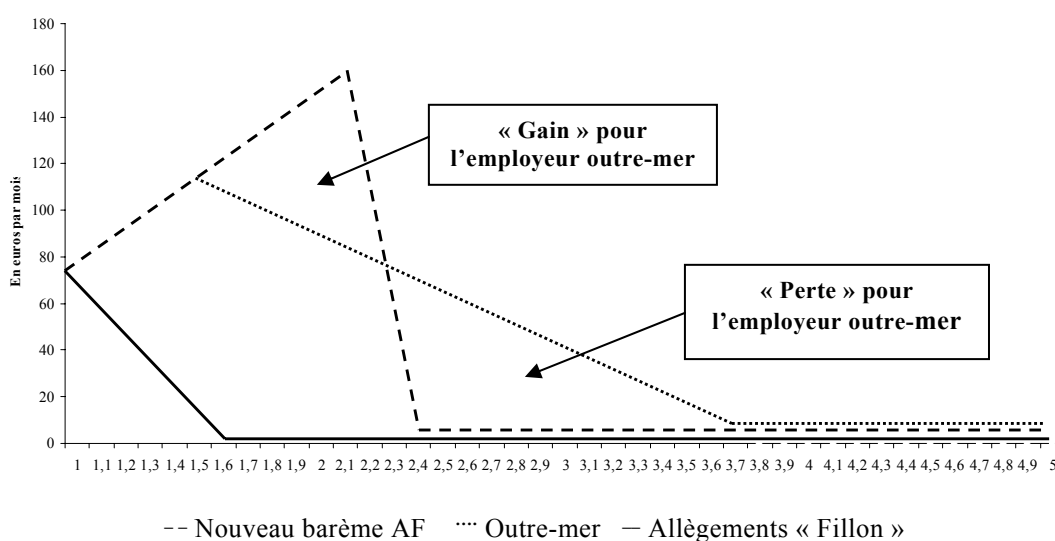 180
160
140
120
100
80
60
40
20
0
En euros par mois
« Gain » pour
l’employeur outre-mer
« Perte » pour
l’employeur outre-mer
1 1,1 1,2 1,3 1,4 1,5 1,6 1,7 1,8 1,9 2 2,1 2,2 2,3 2,4 2,5 2,6 2,7 2,8 2,9 3 3,1 3,2 3,3 3,4 3,5 3,6 3,7 3,8 3,9 4 4,1 4,2 4,3 4,4 4,5 4,6 4,7 4,8 4,9 5
-- Nouveau barème AF ···· Outre-mer — Allègements « Fillon »